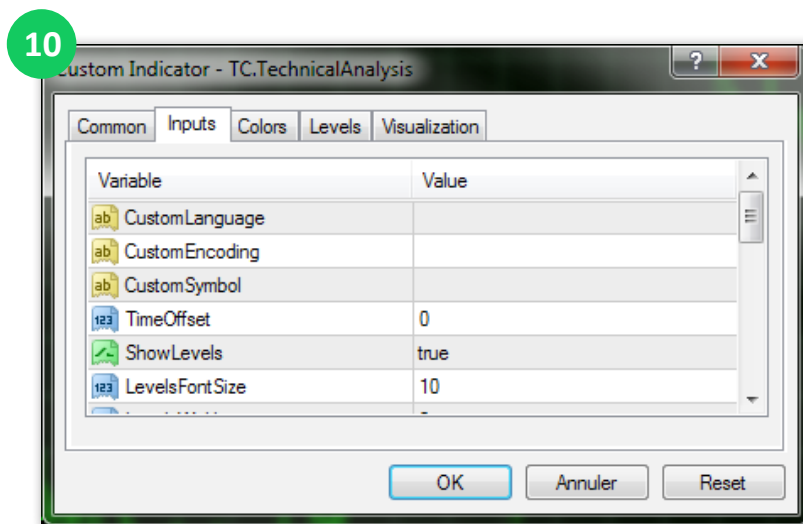 10
Custom Indicator - TC.TechnicalAnalysis
?
X
Common Inputs Colors Levels Visualization
Variable Value
ab CustomLanguage
ab CustomEncoding
ab CustomSymbol
123 TimeOffset 0
ShowLevels true
123 LevelsFontSize 10
OK Annuler Reset